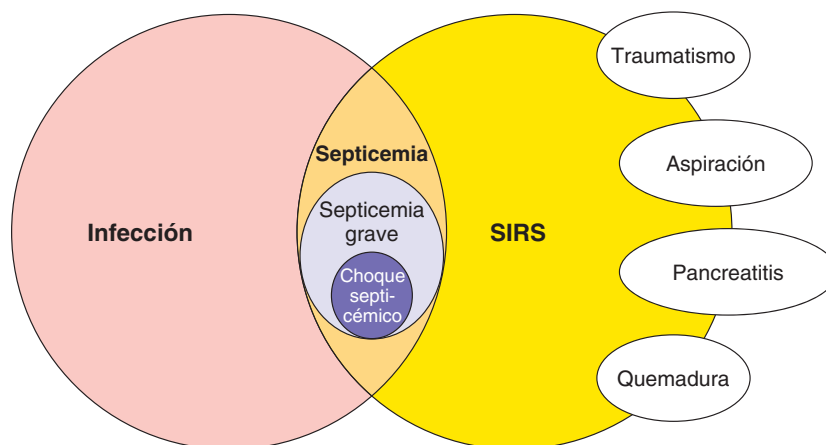 Traumatismo
Septicemia
Aspiración
Septicemia
grave
Infección
SIRS
Choque
septi-
cémico
Pancreatitis
Quemadura